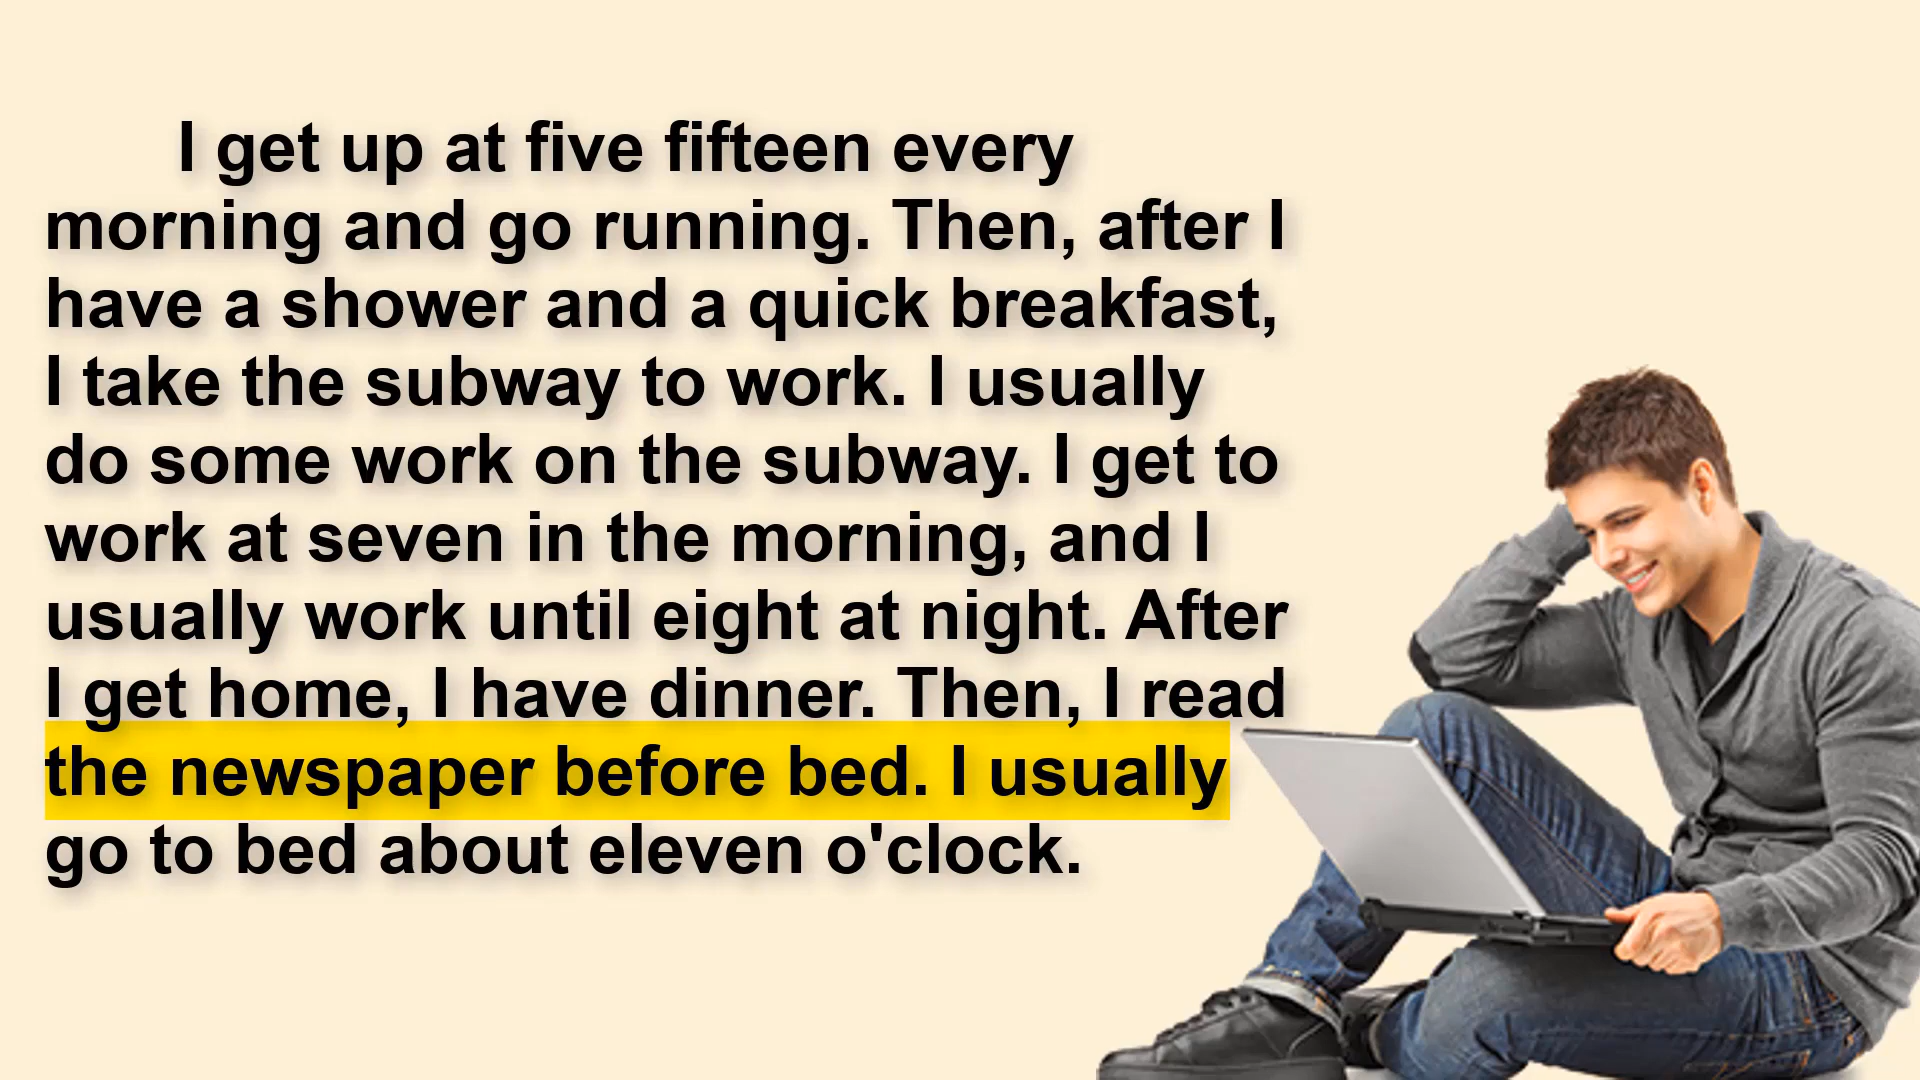 I get up at five fifteen every
morning and go running. Then, after I
have a shower and a quick breakfast,
I take the subway to work. I usually
do some work on the subway. I get to
work at seven in the morning, and I
usually work until eight at night. After
I get home, I have dinner. Then, I read
the newspaper before bed. I usually
go to bed about eleven o'clock.